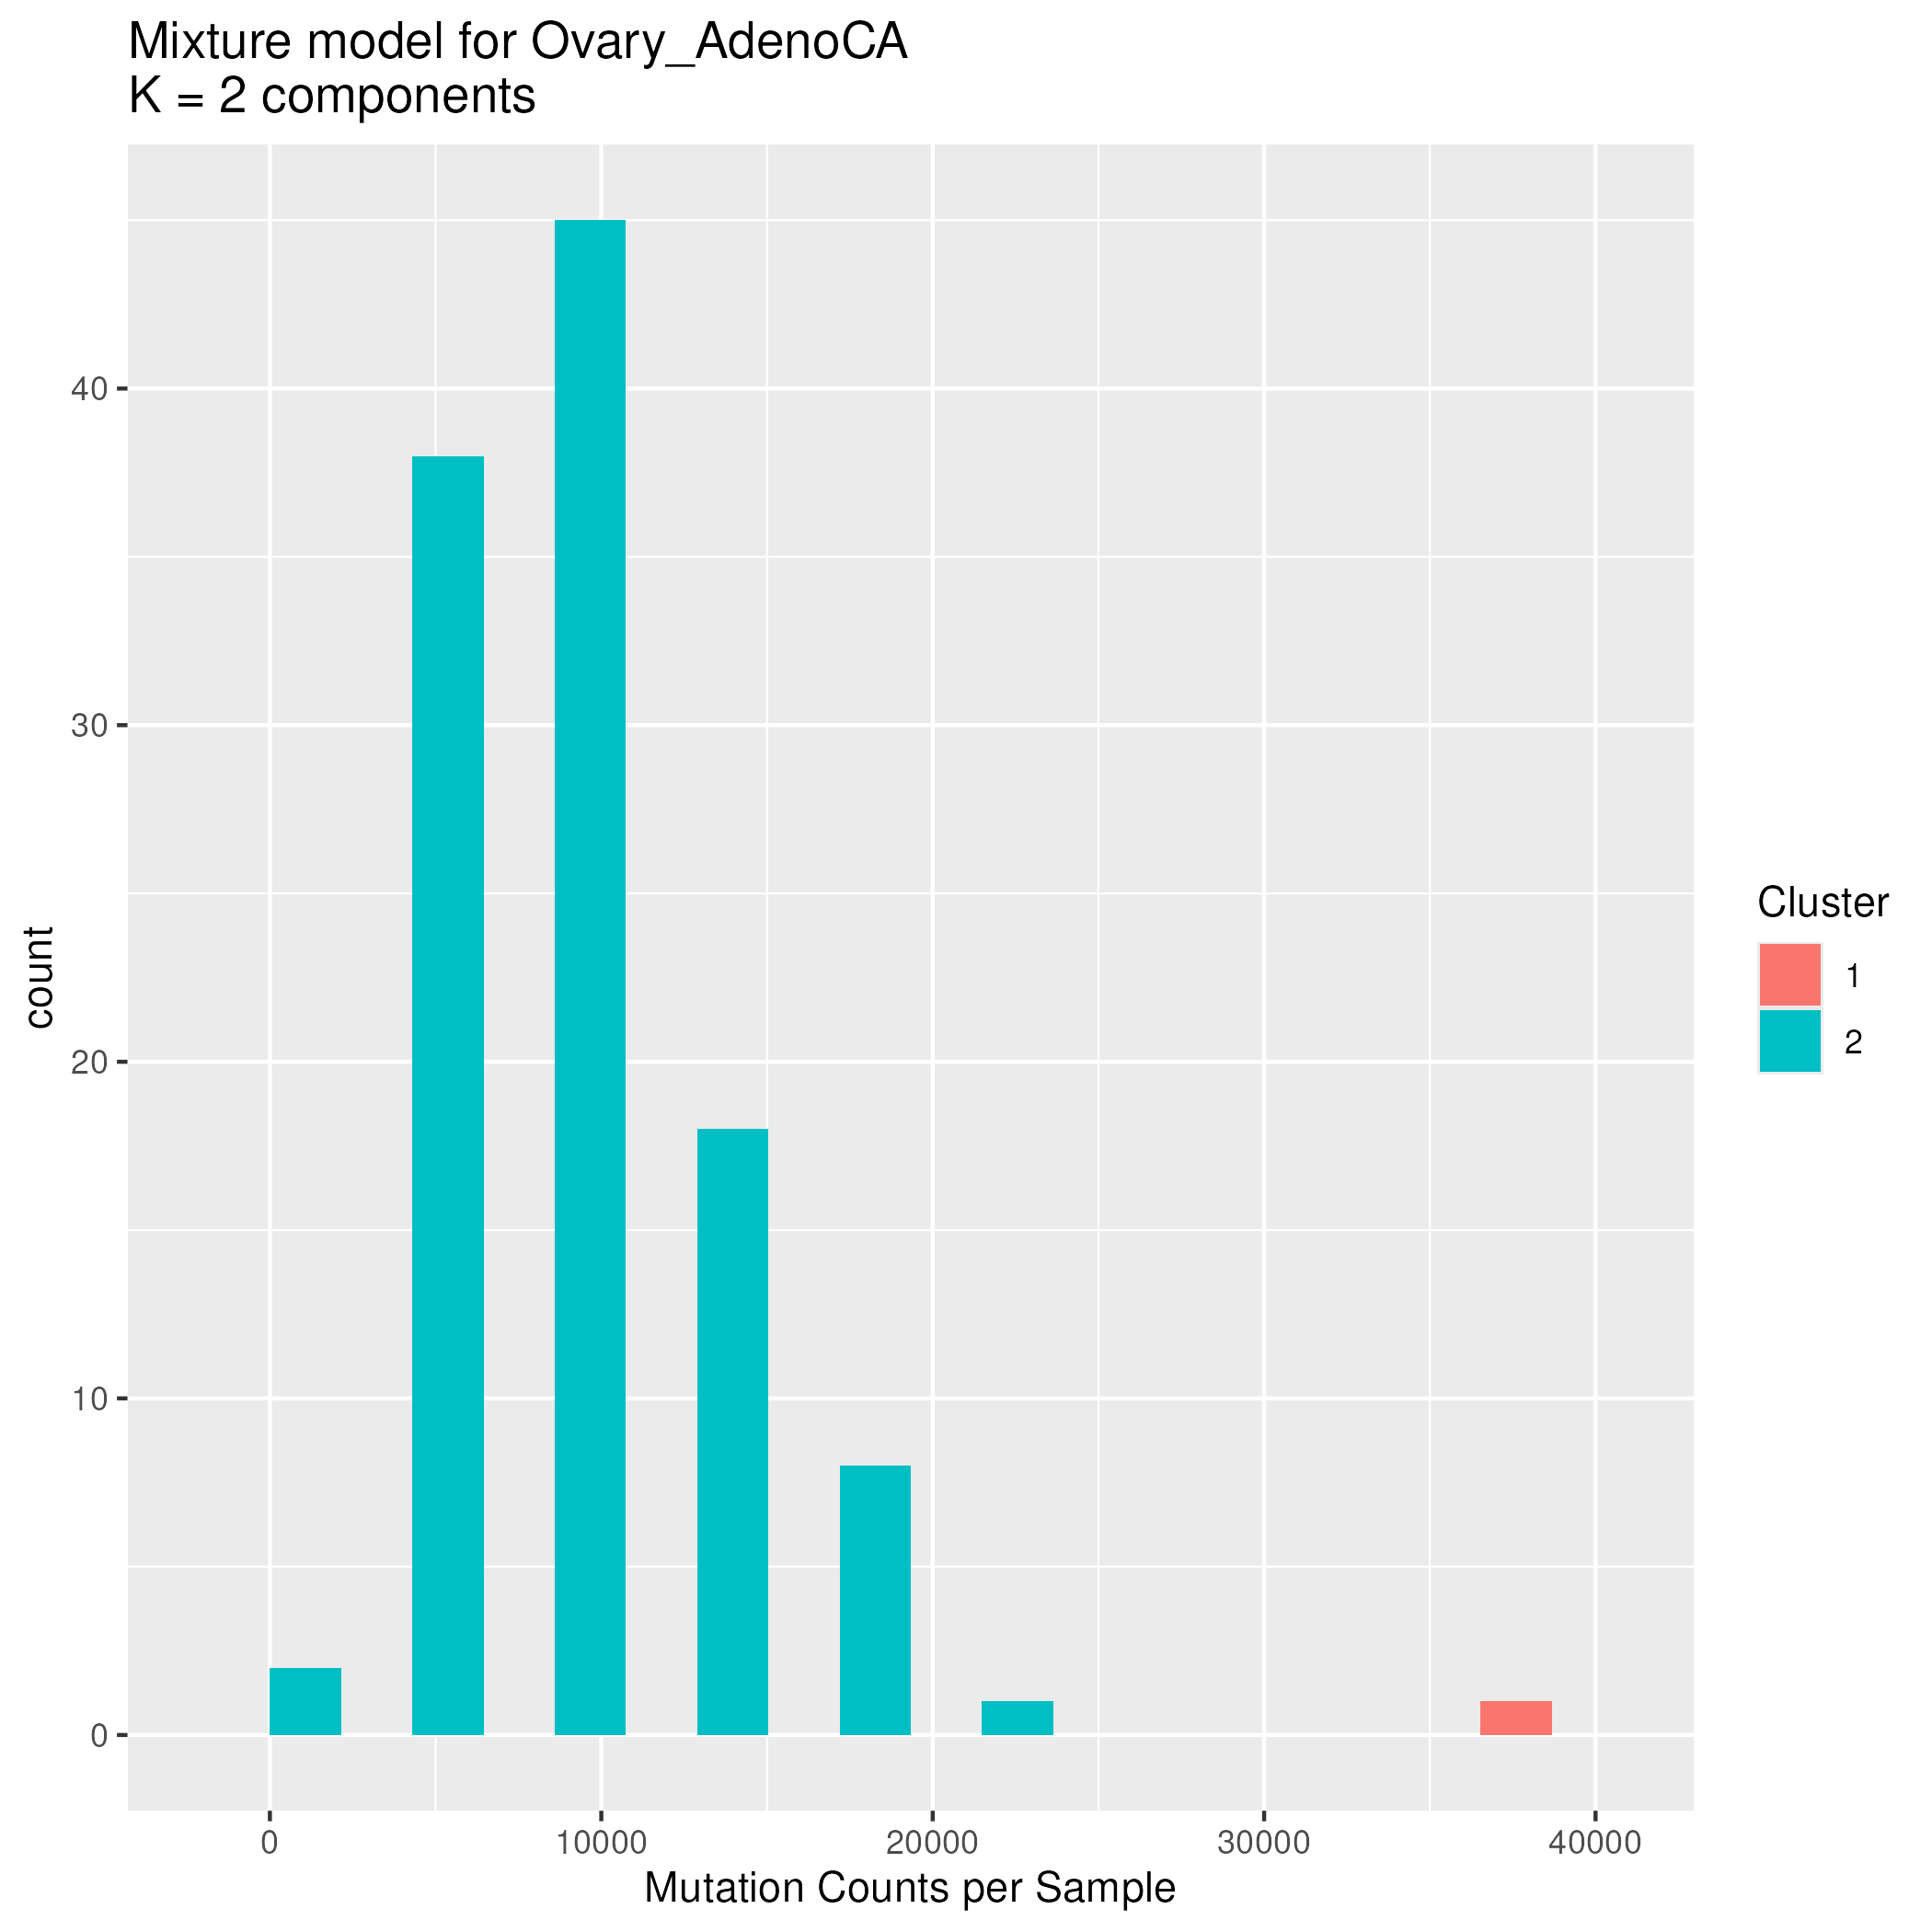 Mixture model for Ovary_AdenoCA
K = 2 components
40
30
20
10
0
count
0 10000 20000 30000 40000
Mutation Counts per Sample
Cluster
1
2